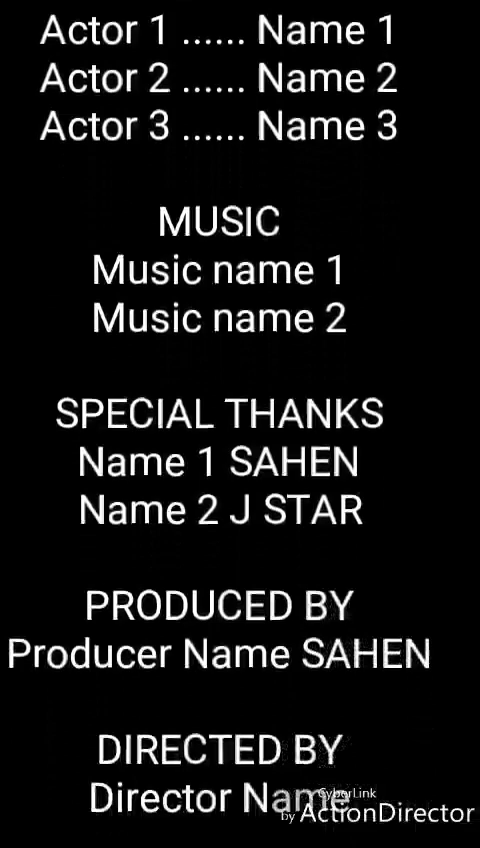 Actor 1 ...... Name 1
Actor 2 ...... Name 2
Actor 3 ...... Name 3
MUSIC
Music name 1
Music name 2
SPECIAL THANKS
Name 1 SAHEN
Name 2 J STAR
PRODUCED BY
Producer Name SAHEN
DIRECTED BY
Director Name
CyberLink
by ActionDirector